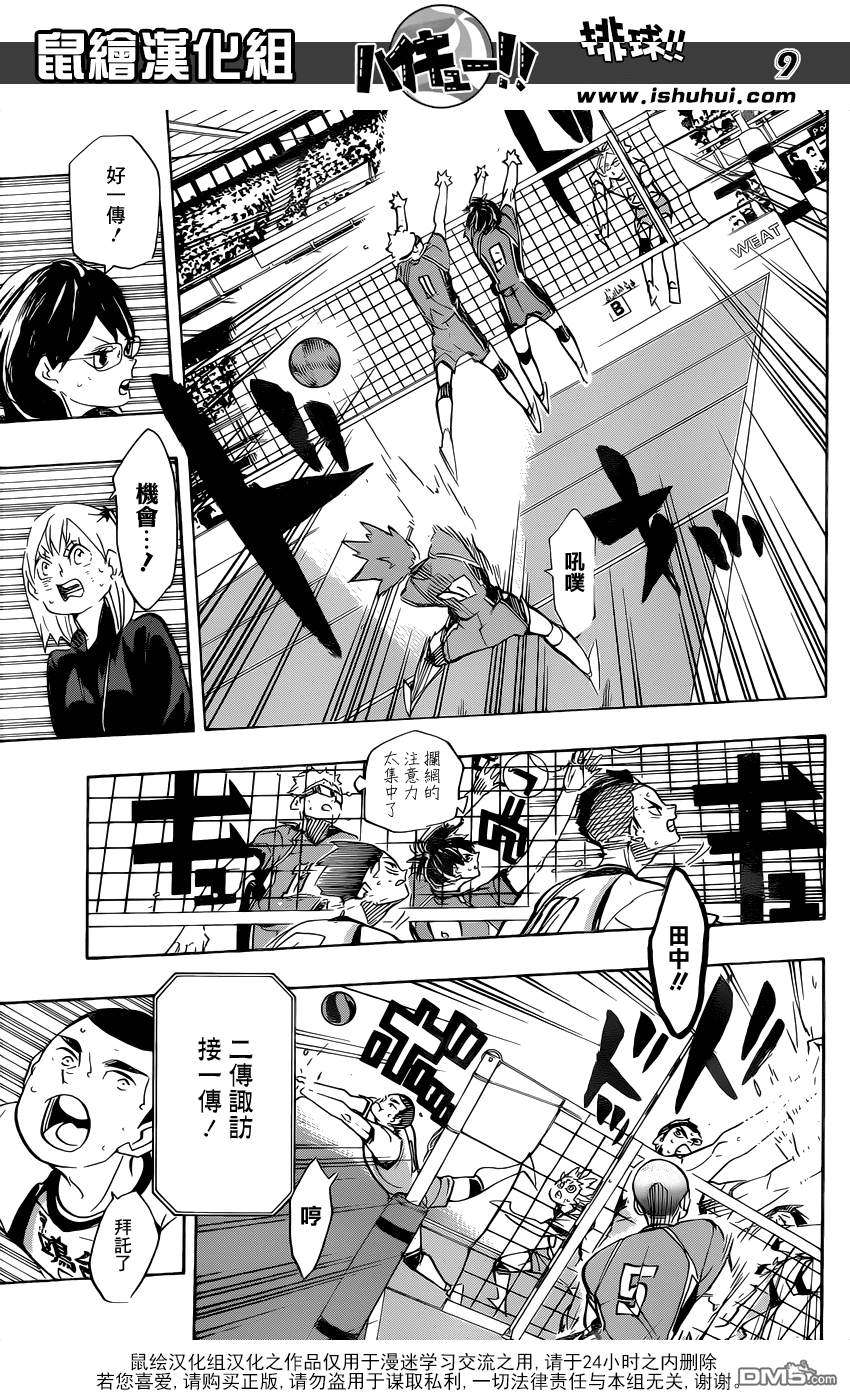 鼠繪漢化組
ハイキュー!!
排球!!
9
www.ishuhui.com
好一傳!
WEAT
B
11
9
吼噗
機會…!
攔網的
注意力
太集中了
田中!!
二傳諏訪
接一傳!
拜託了
哼
5
鼠绘汉化组汉化之作品仅用于漫迷学习交流之用, 请于24小时之内删除
若您喜爱, 请购买正版, 请勿用于谋取私利, 一切法律责任与本组无关, 谢谢.
DM5.com